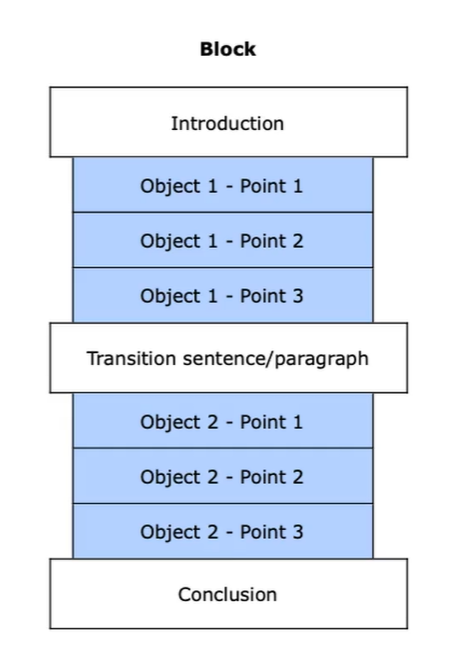 Block
Introduction
Object 1 - Point 1
Object 1 - Point 2
Object 1 - Point 3
Transition sentence/paragraph
Object 2 - Point 1
Object 2 - Point 2
Object 2 - Point 3
Conclusion